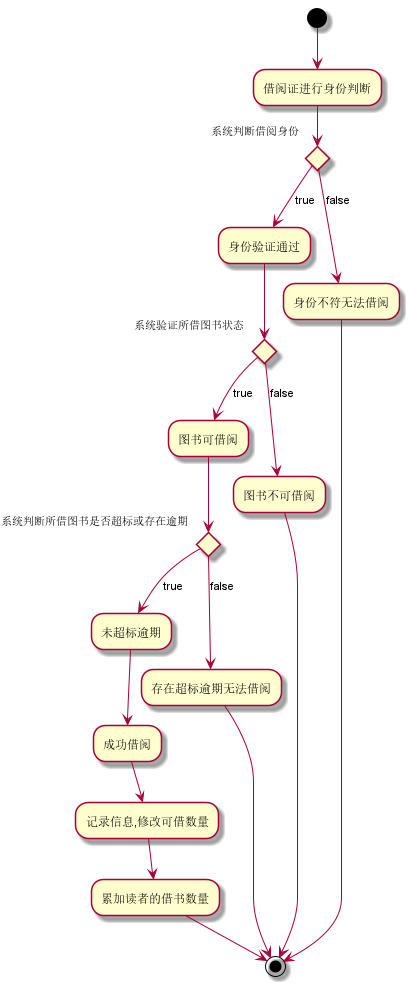 借阅证进行身份判断
系统判断借阅身份
true
false
身份验证通过
身份不符无法借阅
系统验证所借图书状态
true
false
图书可借阅
图书不可借阅
系统判断所借图书是否超标或存在逾期
true
false
未超标逾期
存在超标逾期无法借阅
成功借阅
记录信息,修改可借数量
累加读者的借书数量